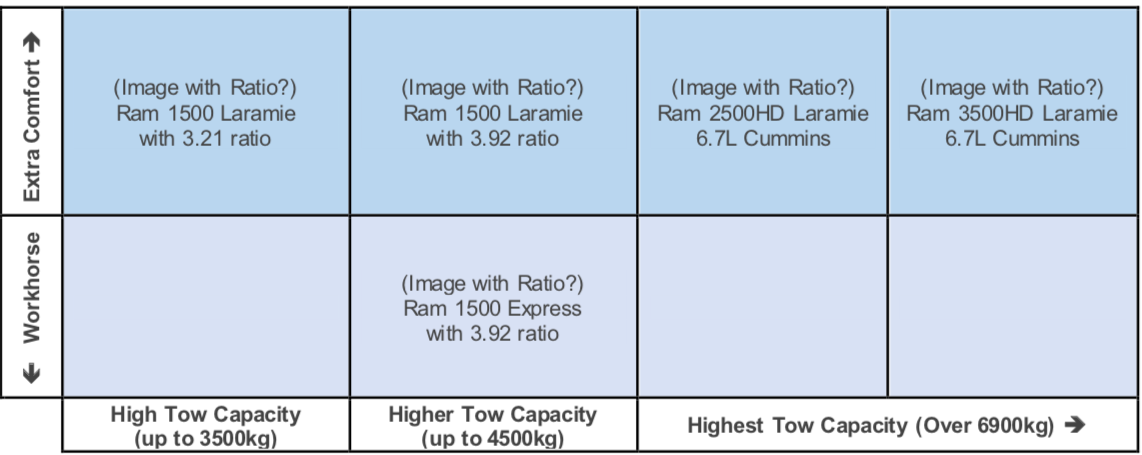 Extra Comfort →
(Image with Ratio?)
Ram 1500 Laramie
with 3.21 ratio
(Image with Ratio?)
Ram 1500 Laramie
with 3.92 ratio
(Image with Ratio?)
Ram 2500HD Laramie
6.7L Cummins
(Image with Ratio?)
Ram 3500HD Laramie
6.7L Cummins
← Workhorse
(Image with Ratio?)
Ram 1500 Express
with 3.92 ratio
High Tow Capacity
(up to 3500kg)
Higher Tow Capacity
(up to 4500kg)
Highest Tow Capacity (Over 6900kg) →